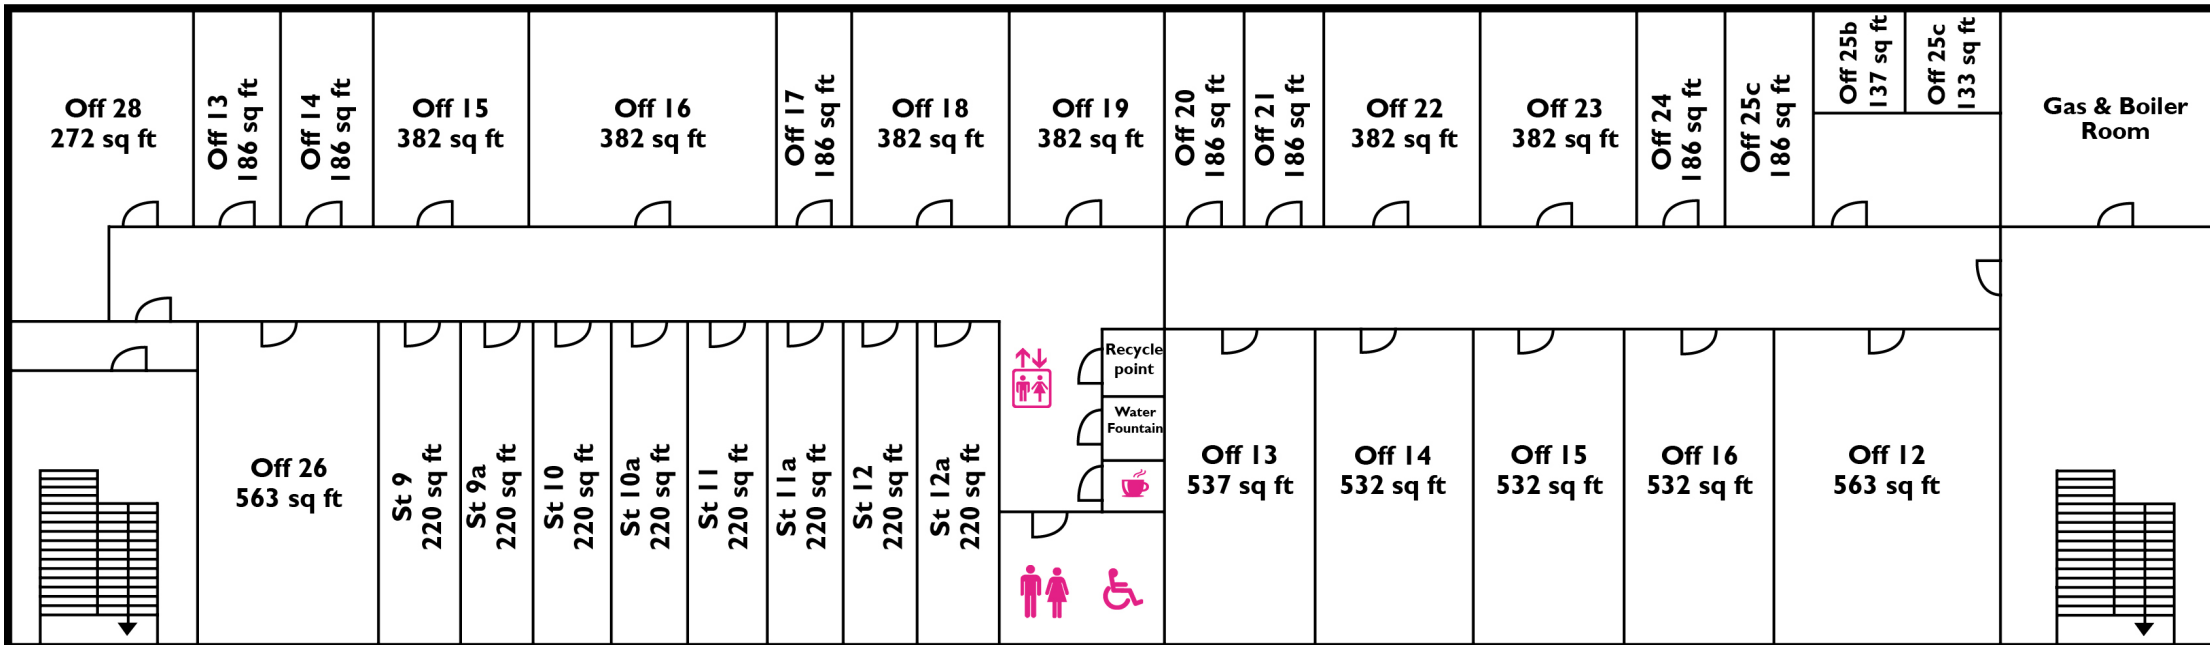 Off 28
272 sq ft
Off 13
186 sq ft
Off 14
186 sq ft
Off 15
382 sq ft
Off 16
382 sq ft
Off 17
186 sq ft
Off 18
382 sq ft
Off 19
382 sq ft
Off 20
186 sq ft
Off 21
186 sq ft
Off 22
382 sq ft
Off 23
382 sq ft
Off 24
186 sq ft
Off 25c
186 sq ft
Off 25b
137 sq ft
Off 25c
133 sq ft
Gas & Boiler
Room
Off 26
563 sq ft
St 9
220 sq ft
St 9a
220 sq ft
St 10
220 sq ft
St 10a
220 sq ft
St 11
220 sq ft
St 11a
220 sq ft
St 12
220 sq ft
St 12a
220 sq ft
Recycle
point
Water
Fountain
Off 13
537 sq ft
Off 14
532 sq ft
Off 15
532 sq ft
Off 16
532 sq ft
Off 12
563 sq ft